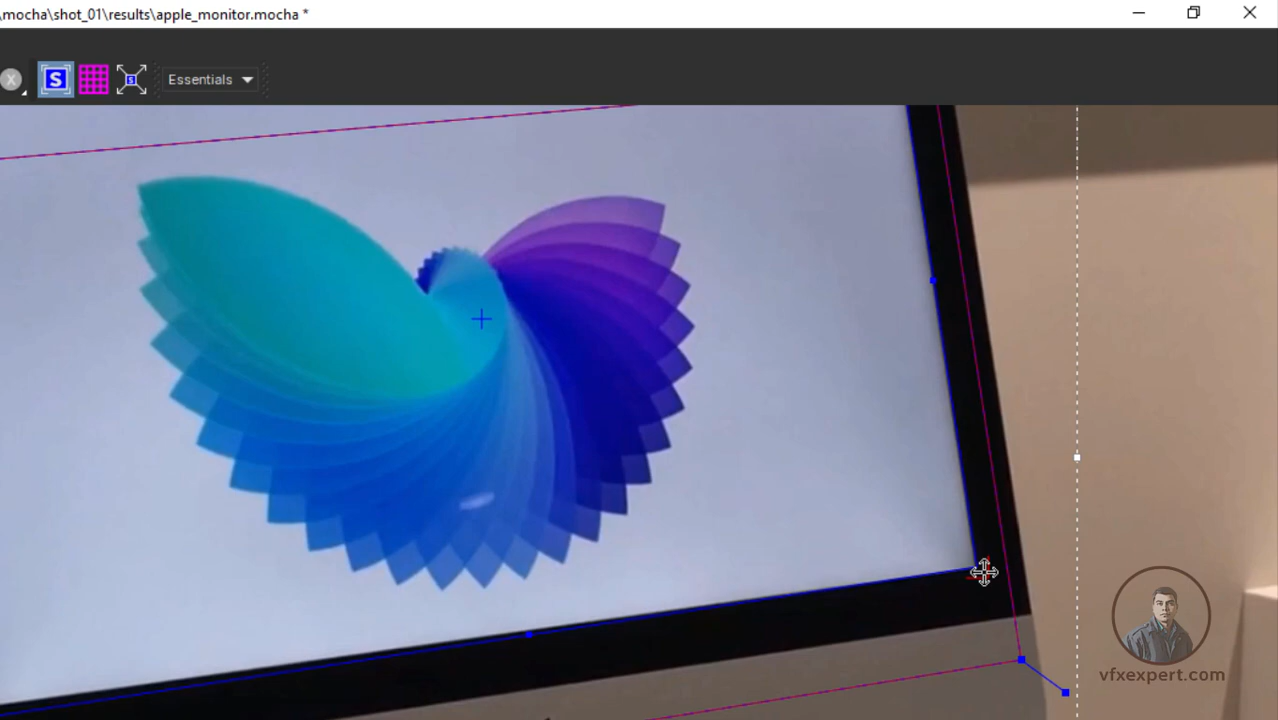 \mocha\shot_01\results\apple_monitor.mocha *
X
S
S
Essentials
vfxexpert.com